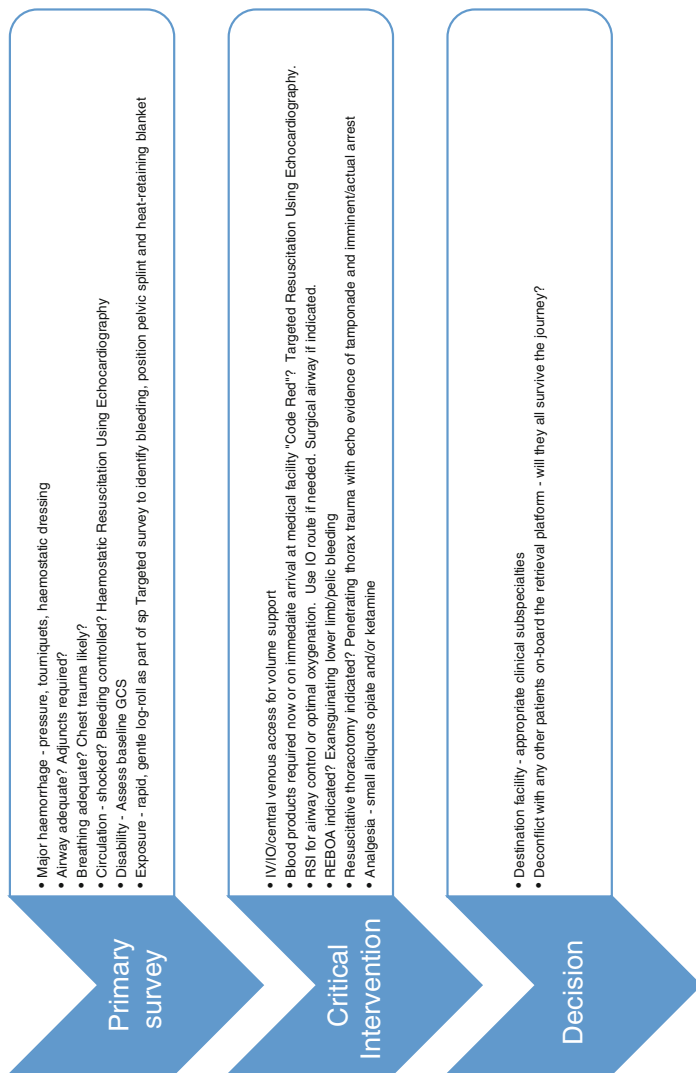 Primary
survey
• Major haemorrhage - pressure, tourniquets, haemostatic dressing
• Airway adequate? Adjuncts required?
• Breathing adequate? Chest trauma likely?
• Circulation - shocked? Bleeding controlled? Haemostatic Resuscitation Using Echocardiography
• Disability - Assess baseline GCS
• Exposure - rapid, gentle log-roll as part of sp Targeted survey to identify bleeding, position pelvic splint and heat-retaining blanket
Critical
Intervention
• IV/IO/central venous access for volume support
• Blood products required now or on immedaite arrival at medical facility "Code Red"? Targeted Resuscitation Using Echocardiography.
• RSI for airway control or optimal oxygenation. Use IO route if needed. Surgical airway if indicated.
• REBOA indicated? Exansguinating lower limb/pelic bleeding
• Resuscitative thoracotomy indicated? Penetrating thorax trauma with echo evidence of tamponade and imminent/actual arrest
• Analgesia - small aliquots opiate and/or ketamine
Decision
• Destination facility - appropriate clinical subspecialties
• Deconflict with any other patients on-board the retrieval platform - will they all survive the journey?